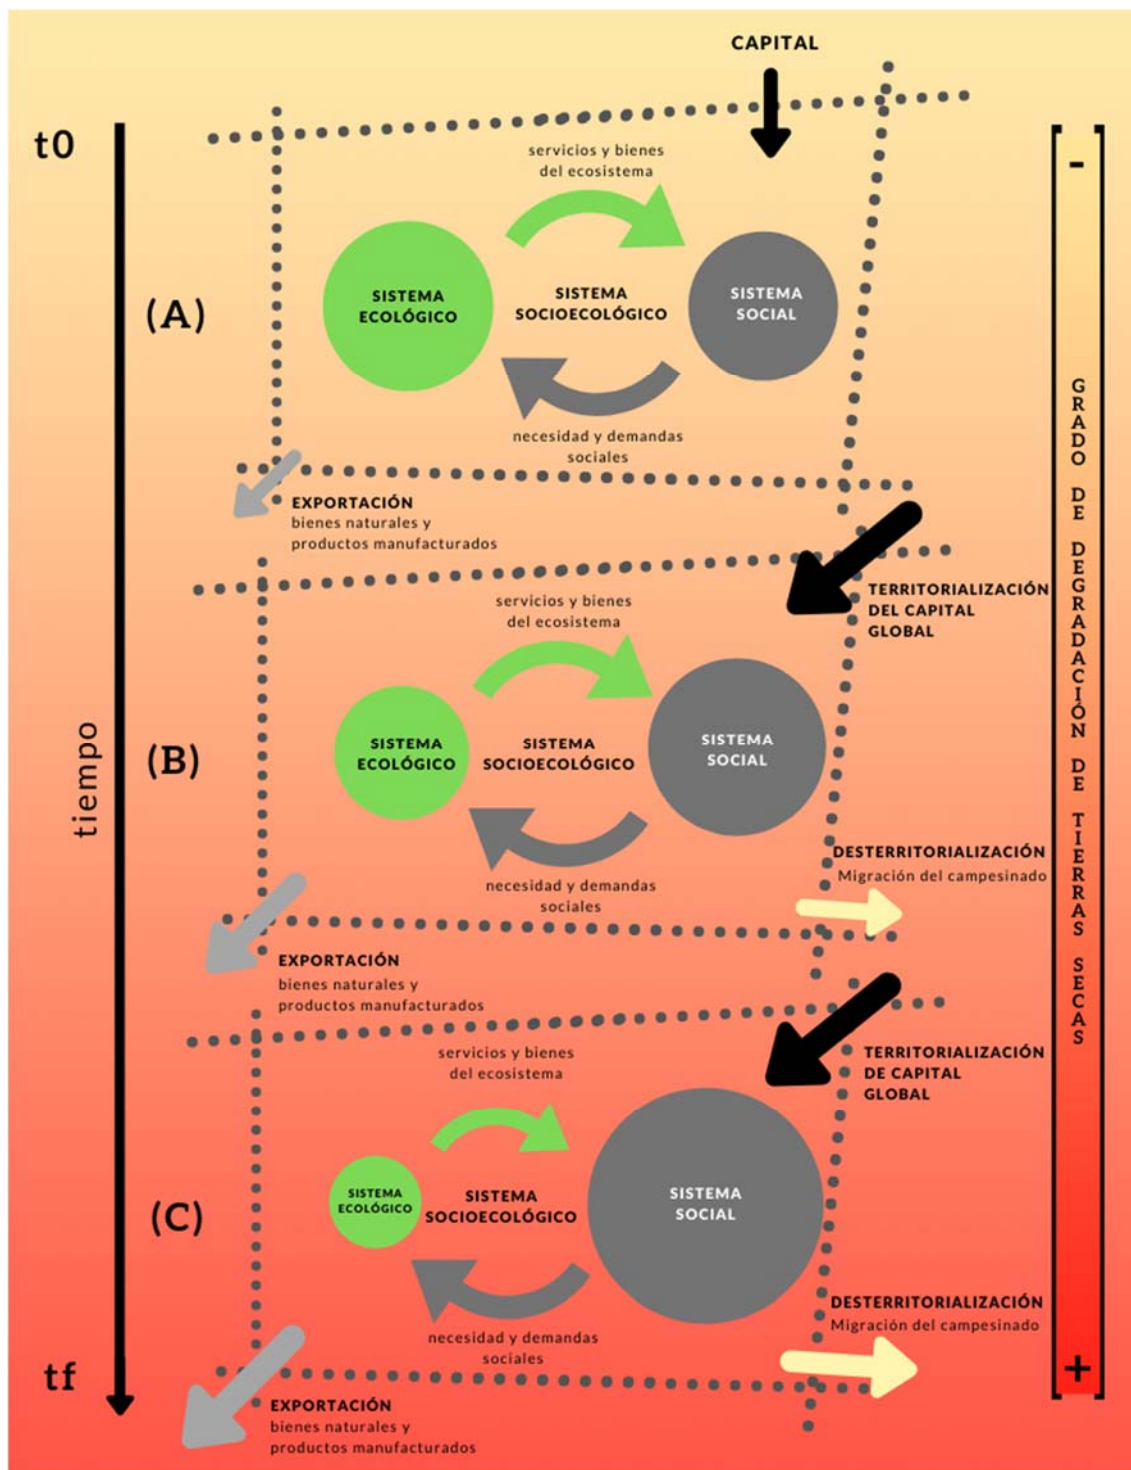 CAPITAL
t0
-
servicios y bienes
del ecosistema
(A)
SISTEMA
ECOLÓGICO
SISTEMA
SOCIOECOLÓGICO
SISTEMA
SOCIAL
necesidad y demandas
sociales
EXPORTACIÓN
bienes naturales y
productos manufacturados
TERRITORIALIZACIÓN
DEL CAPITAL
GLOBAL
servicios y bienes
del ecosistema
tiempo
(B)
SISTEMA
ECOLÓGICO
SISTEMA
SOCIOECOLÓGICO
SISTEMA
SOCIAL
necesidad y demandas
sociales
DESTERRITORIALIZACIÓN
Migración del campesinado
EXPORTACIÓN
bienes naturales y
productos manufacturados
TERRITORIALIZACIÓN
DE CAPITAL
GLOBAL
servicios y bienes
del ecosistema
(C)
SISTEMA
ECOLÓGICO
SISTEMA
SOCIOECOLÓGICO
SISTEMA
SOCIAL
necesidad y demandas
sociales
DESTERRITORIALIZACIÓN
Migración del campesinado
tf
EXPORTACIÓN
bienes naturales y
productos manufacturados
GRADO DE DEGRADACIÓN DE TIERRAS SECAS
+